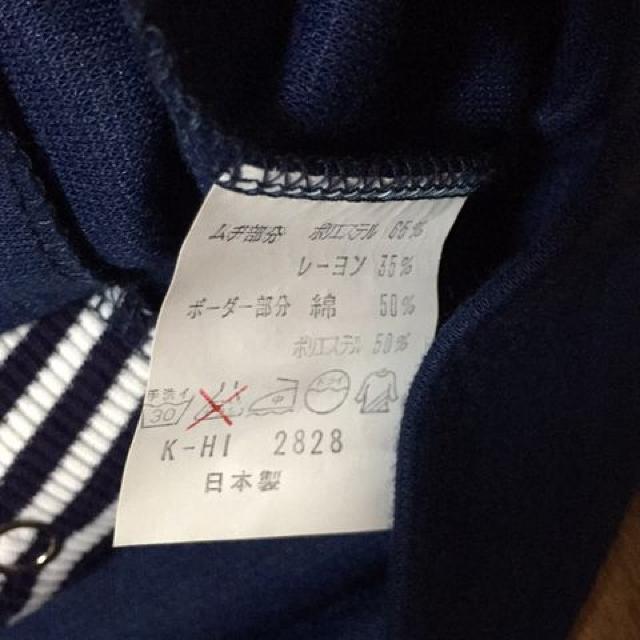 ムヂ部分 ポリエステル 65%
レーヨン 35%
ボーダー部分 綿 50%
ポリエステル 50%
手洗イ
30
K-HI 2828
日本製